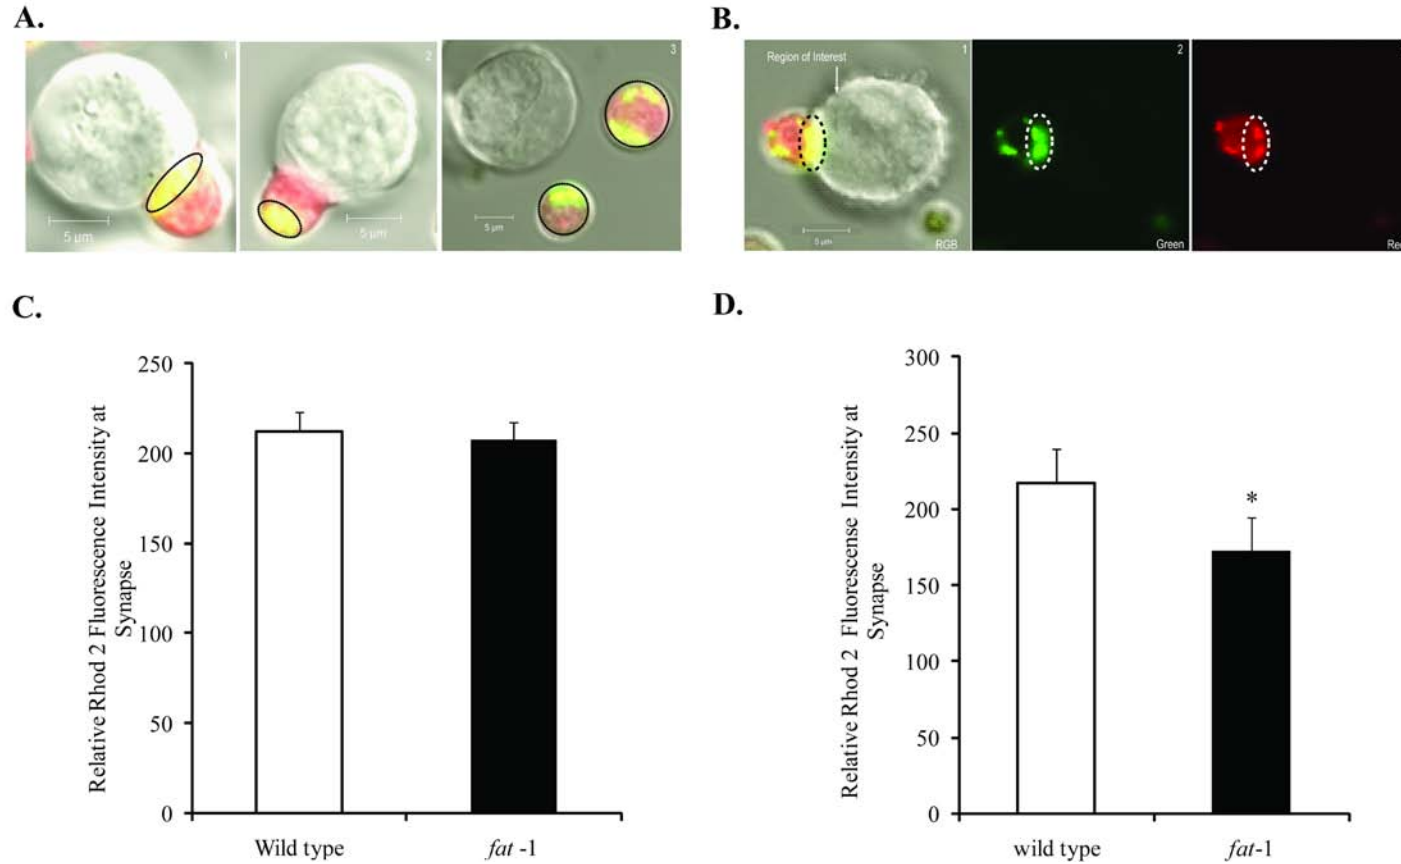 A.
B.
1
2
3
5 µm
5 µm
5 µm
Region of Interest
1
2
5 µm
RGB
Green
Re
C.
D.
Relative Rhod 2 Fluorescence Intensity at
Synapse
250
200
150
100
50
0
Wild type
fat -1
Relative Rhod 2 Fluorescense Intensity at
Synapse
300
250
200
150
100
50
0
*
wild type
fat-1